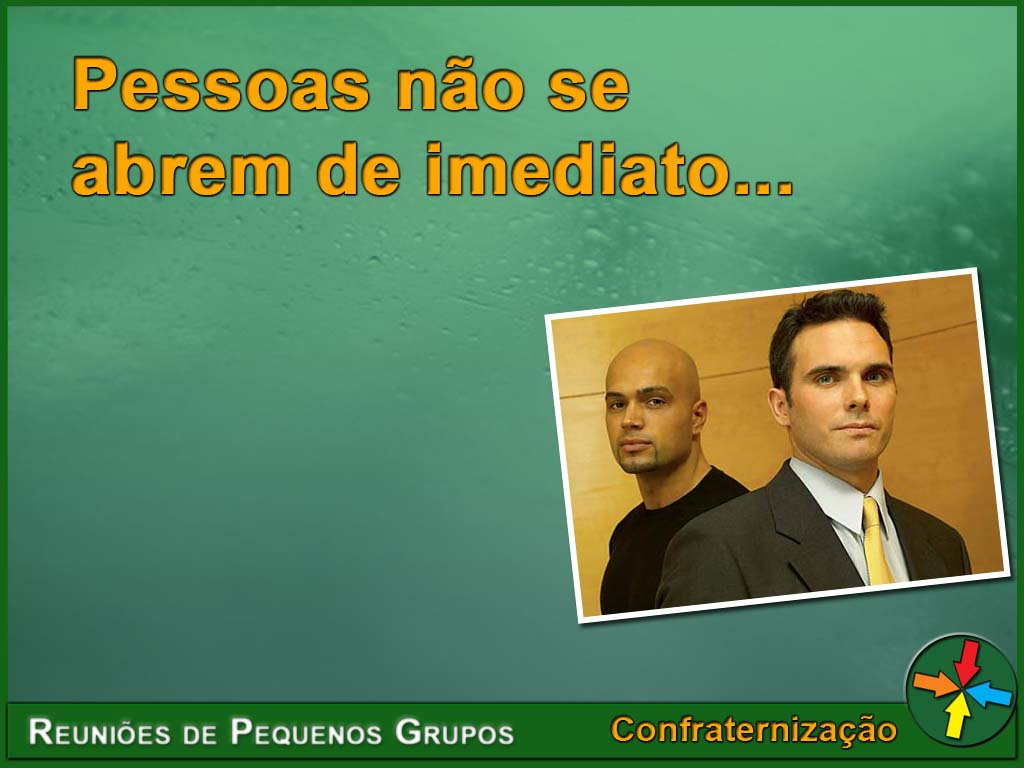 Pessoas não se
abrem de imediato...
REUNIÕES DE PEQUENOS GRUPOS
Confraternização